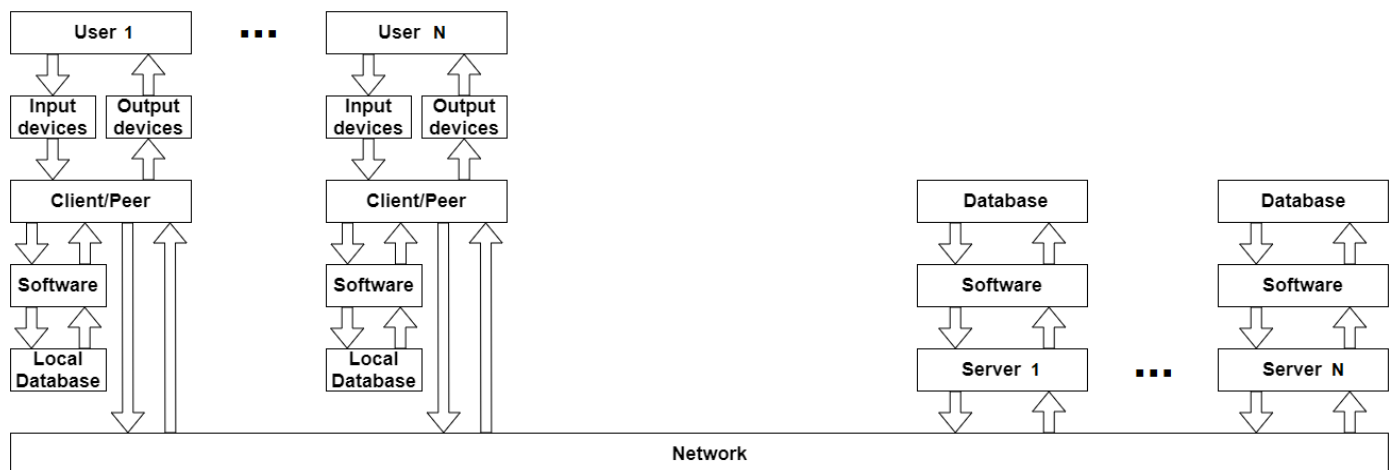 User 1
...
User N
Input
devices
Output
devices
Input
devices
Output
devices
Client/Peer
Client/Peer
Database
Database
Software
Software
Software
Software
Local
Database
Local
Database
Server 1
...
Server N
Network